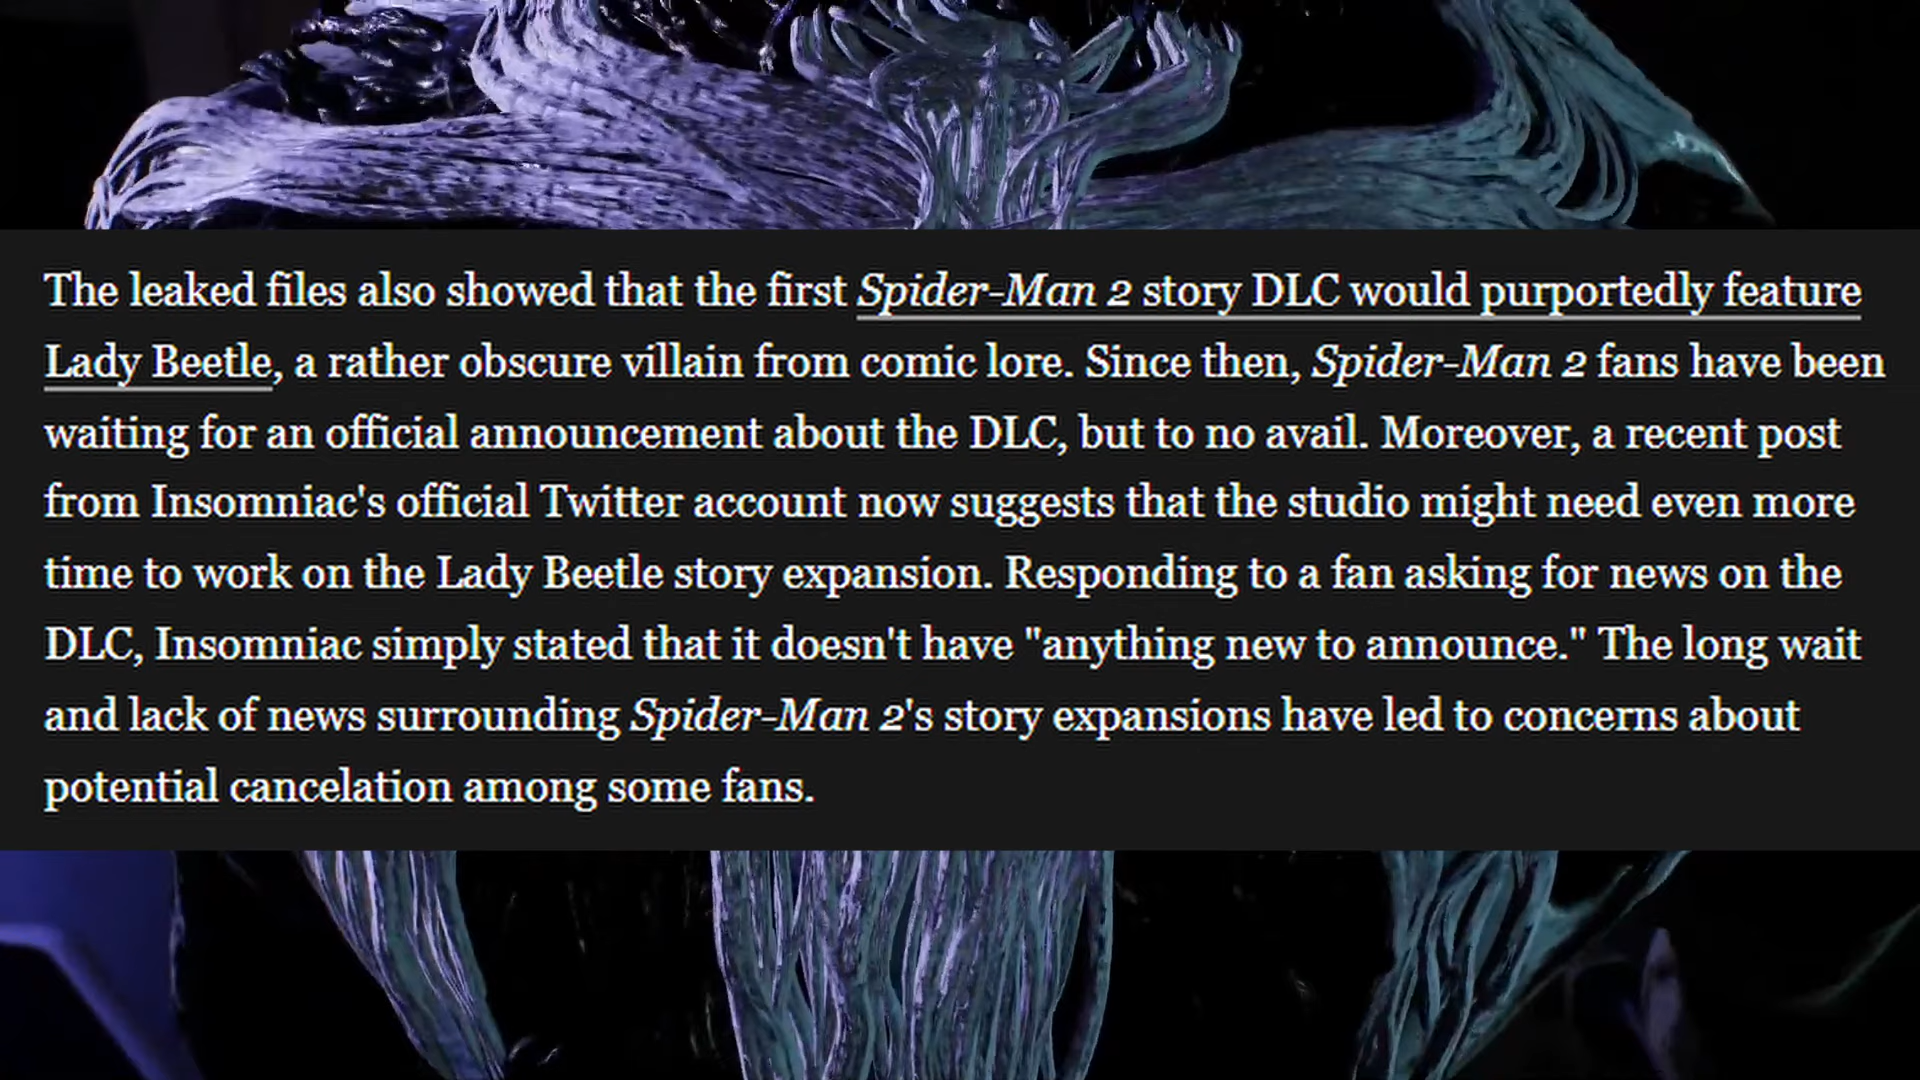 The leaked files also showed that the first Spider-Man 2 story DLC would purportedly feature
Lady Beetle, a rather obscure villain from comic lore. Since then, Spider-Man 2 fans have been
waiting for an official announcement about the DLC, but to no avail. Moreover, a recent post
from Insomniac's official Twitter account now suggests that the studio might need even more
time to work on the Lady Beetle story expansion. Responding to a fan asking for news on the
DLC, Insomniac simply stated that it doesn't have "anything new to announce." The long wait
and lack of news surrounding Spider-Man 2's story expansions have led to concerns about
potential cancelation among some fans.